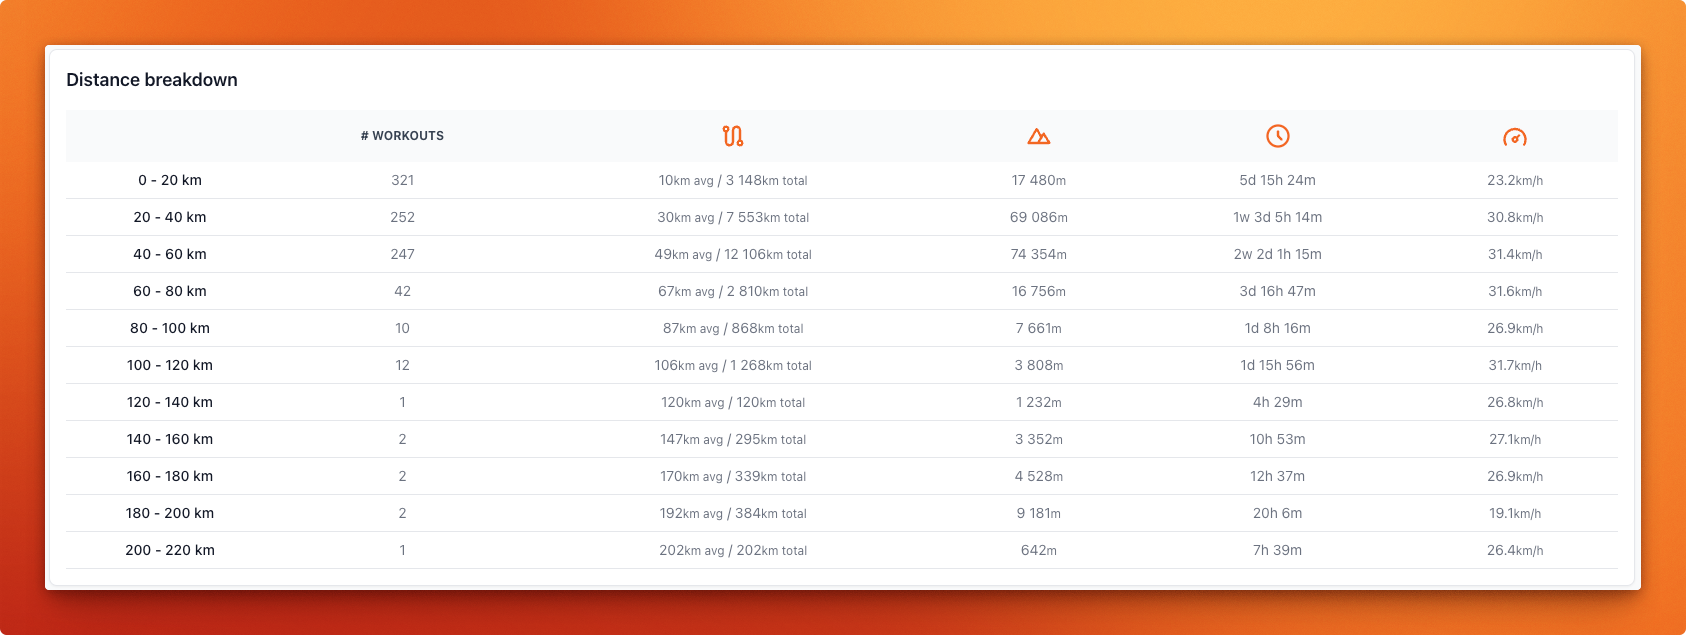 Distance breakdown
# WORKOUTS
0 - 20 km 321 10km avg / 3 148km total 17 480m 5d 15h 24m 23.2km/h
20 - 40 km 252 30km avg / 7 553km total 69 086m 1w 3d 5h 14m 30.8km/h
40 - 60 km 247 49km avg / 12 106km total 74 354m 2w 2d 1h 15m 31.4km/h
60 - 80 km 42 67km avg / 2 810km total 16 756m 3d 16h 47m 31.6km/h
80 - 100 km 10 87km avg / 868km total 7 661m 1d 8h 16m 26.9km/h
100 - 120 km 12 106km avg / 1 268km total 3 808m 1d 15h 56m 31.7km/h
120 - 140 km 1 120km avg / 120km total 1 232m 4h 29m 26.8km/h
140 - 160 km 2 147km avg / 295km total 3 352m 10h 53m 27.1km/h
160 - 180 km 2 170km avg / 339km total 4 528m 12h 37m 26.9km/h
180 - 200 km 2 192km avg / 384km total 9 181m 20h 6m 19.1km/h
200 - 220 km 1 202km avg / 202km total 642m 7h 39m 26.4km/h